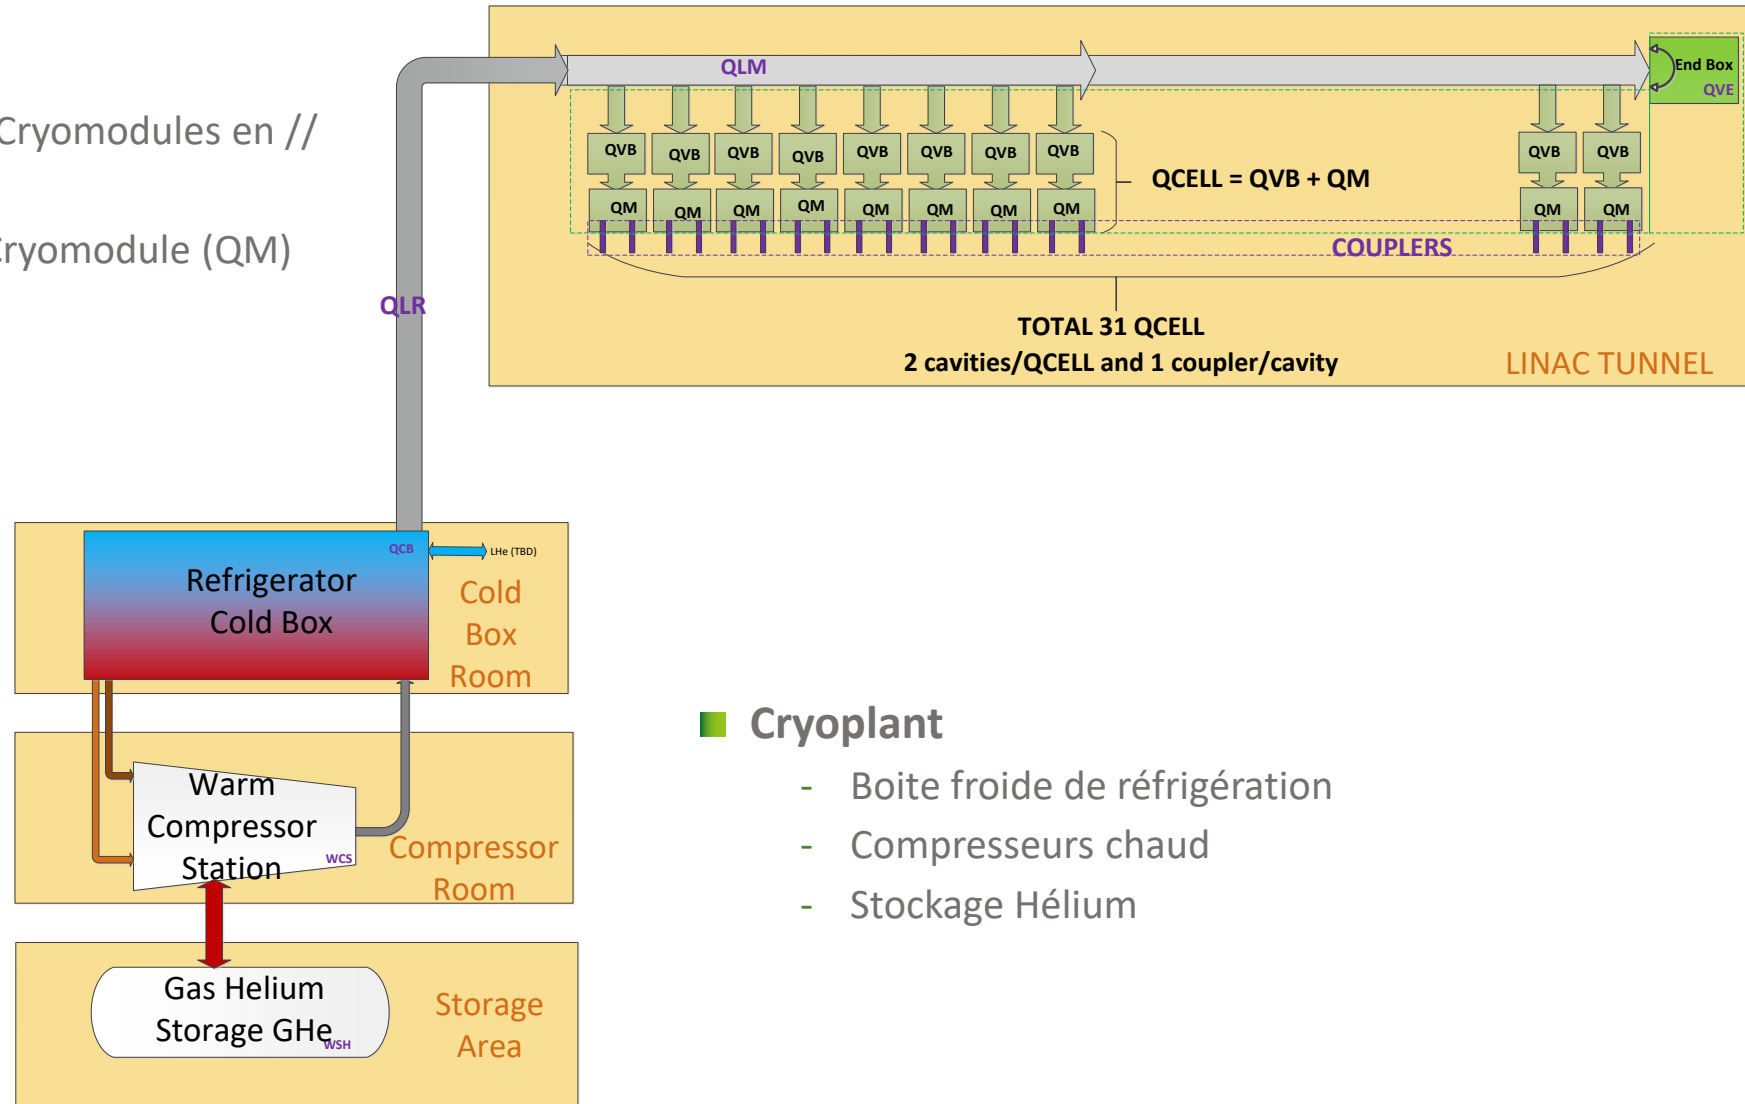 Cryomodules en //
Cryomodule (QM)
QLM
End Box
QVE
QVB QVB QVB QVB QVB QVB QVB QVB QVB QVB
QCELL = QVB + QM
QM QM QM QM QM QM QM QM QM QM
COUPLERS
QLR
TOTAL 31 QCELL
2 cavities/QCELL and 1 coupler/cavity
LINAC TUNNEL
QCB
LHe (TBD)
Refrigerator
Cold Box
Cold
Box
Room
Warm
Compressor
Station
WCS
Compressor
Room
Gas Helium
Storage GHe
WSH
Storage
Area
Cryoplant
- Boite froide de réfrigération
- Compresseurs chaud
- Stockage Hélium